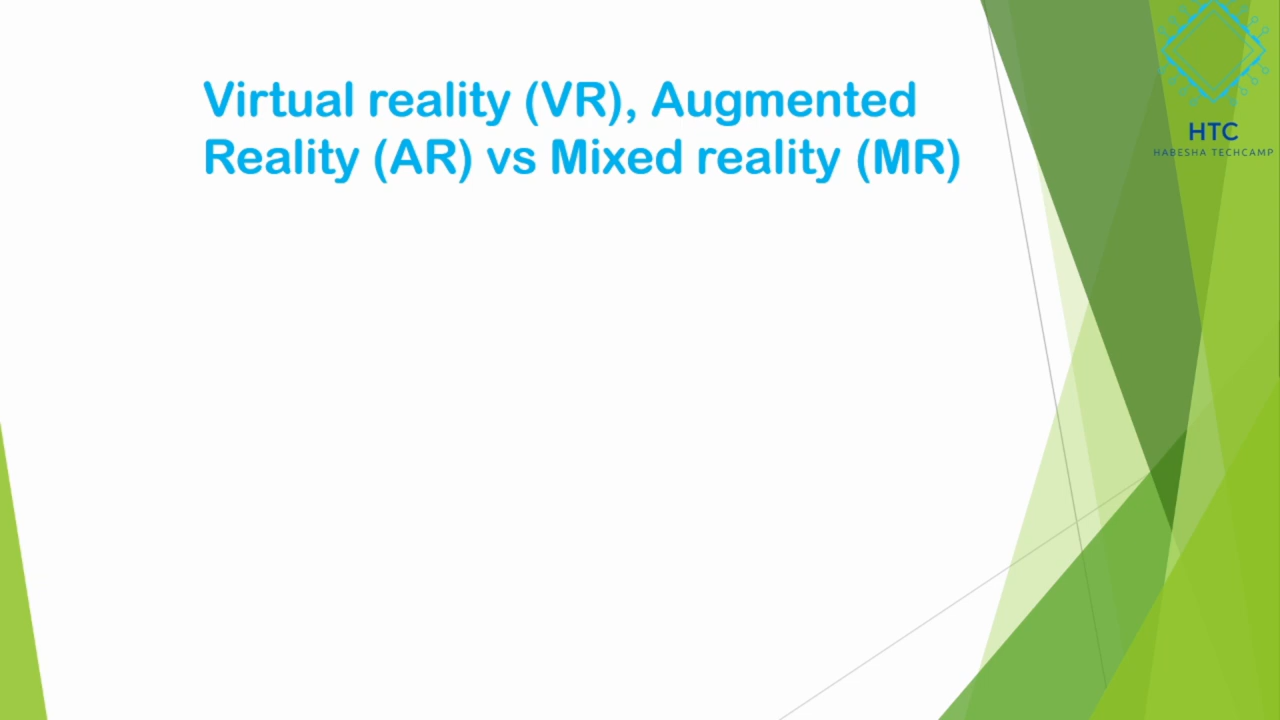 Virtual reality (VR), Augmented
Reality (AR) vs Mixed reality (MR)
HTC
HABESHA TECHCAMP